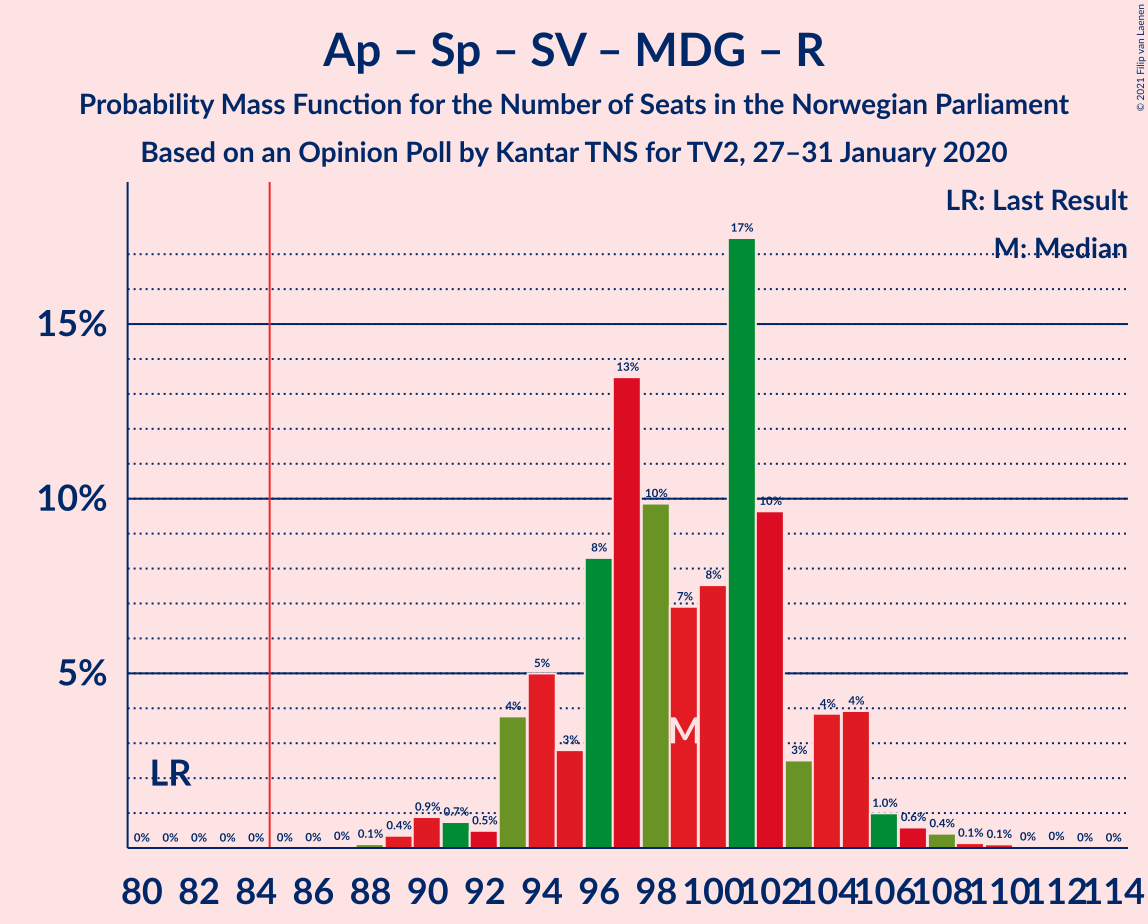 Ap – Sp – SV – MDG – R
Probability Mass Function for the Number of Seats in the Norwegian Parliament
Based on an Opinion Poll by Kantar TNS for TV2, 27–31 January 2020
© 2021 Filip van Laenen
LR: Last Result
M: Median
15%
10%
5%
LR
M
0% 0% 0% 0% 0% 0% 0% 0% 0.1% 0.4% 0.9% 0.7% 0.5% 4% 5% 3% 8% 13% 10% 7% 8% 17% 10% 3% 4% 4% 1.0% 0.6% 0.4% 0.1% 0.1% 0% 0% 0% 0%
80 82 84 86 88 90 92 94 96 98 100 102 104 106 108 110 112 114